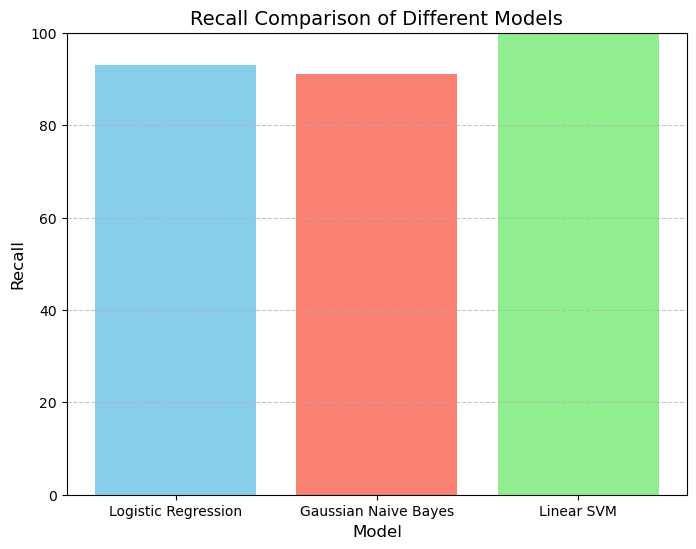 Recall Comparison of Different Models
100
80
60
40
20
0
Recall
Logistic Regression
Gaussian Naive Bayes
Linear SVM
Model